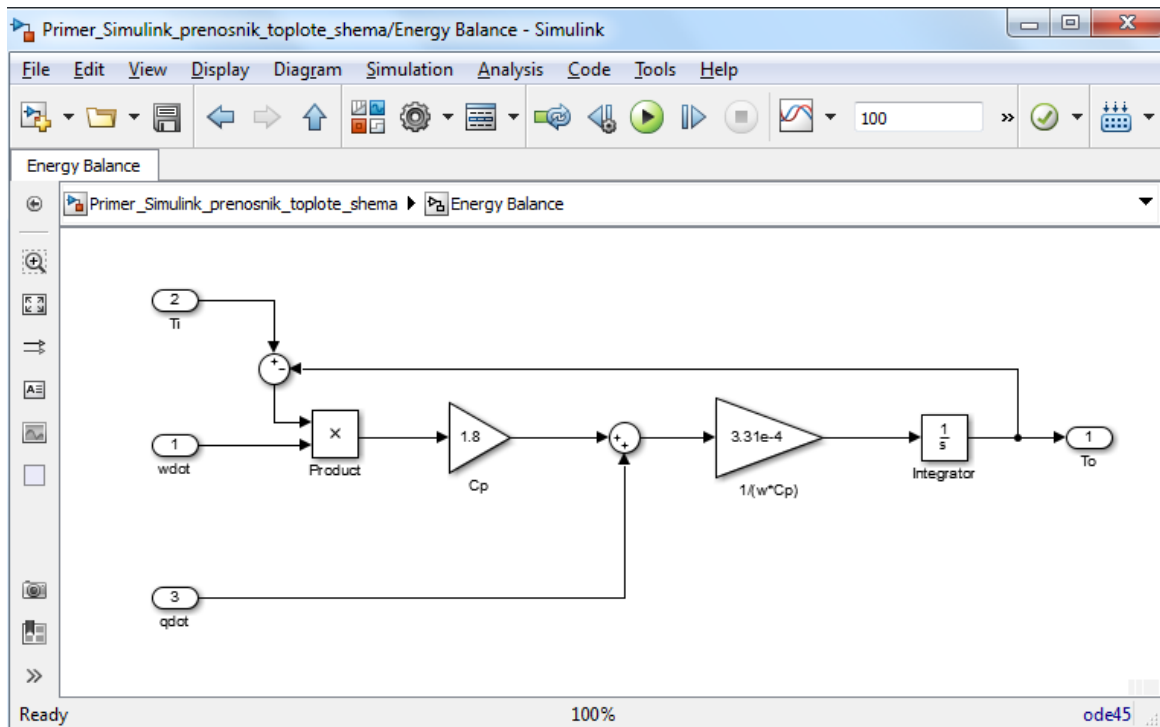 Primer_Simulink_prenosnik_toplote_shema/Energy Balance - Simulink
File Edit View Display Diagram Simulation Analysis Code Tools Help
100
Energy Balance
Primer_Simulink_prenosnik_toplote_shema Energy Balance
2
Ti
+ -
1
wdot
×
Product
1.8
Cp
+ +
3.31e-4
1/(w*Cp)
1/s
Integrator
1
To
3
qdot
Ready 100% ode45